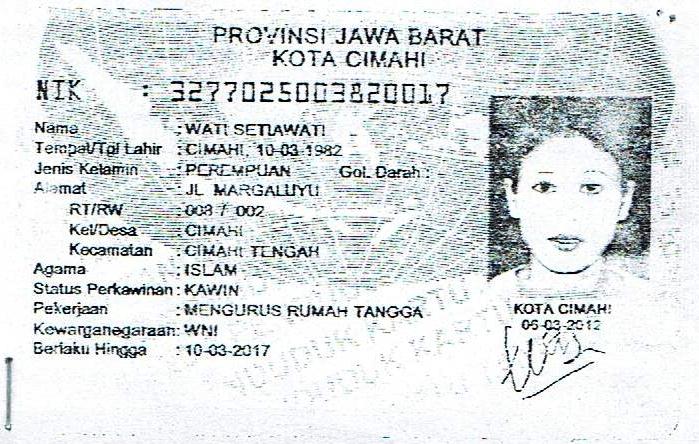 PROVINSI JAWA BARAT
KOTA CIMAHI
NIK : 3277025003820017
Nama : WATI SETIAWATI
Tempat/Tgl Lahir : CIMAHI, 10-03-1982
Jenis Kelamin : PEREMPUAN Gol. Darah : -
Alamat : JL MARGALUYU
RT/RW : 003 / 002
Kel/Desa : CIMAHI
Kecamatan : CIMAHI TENGAH
Agama : ISLAM
Status Perkawinan : KAWIN
Pekerjaan : MENGURUS RUMAH TANGGA
Kewarganegaraan : WNI
Berlaku Hingga : 10-03-2017
KOTA CIMAHI
06-03-2012